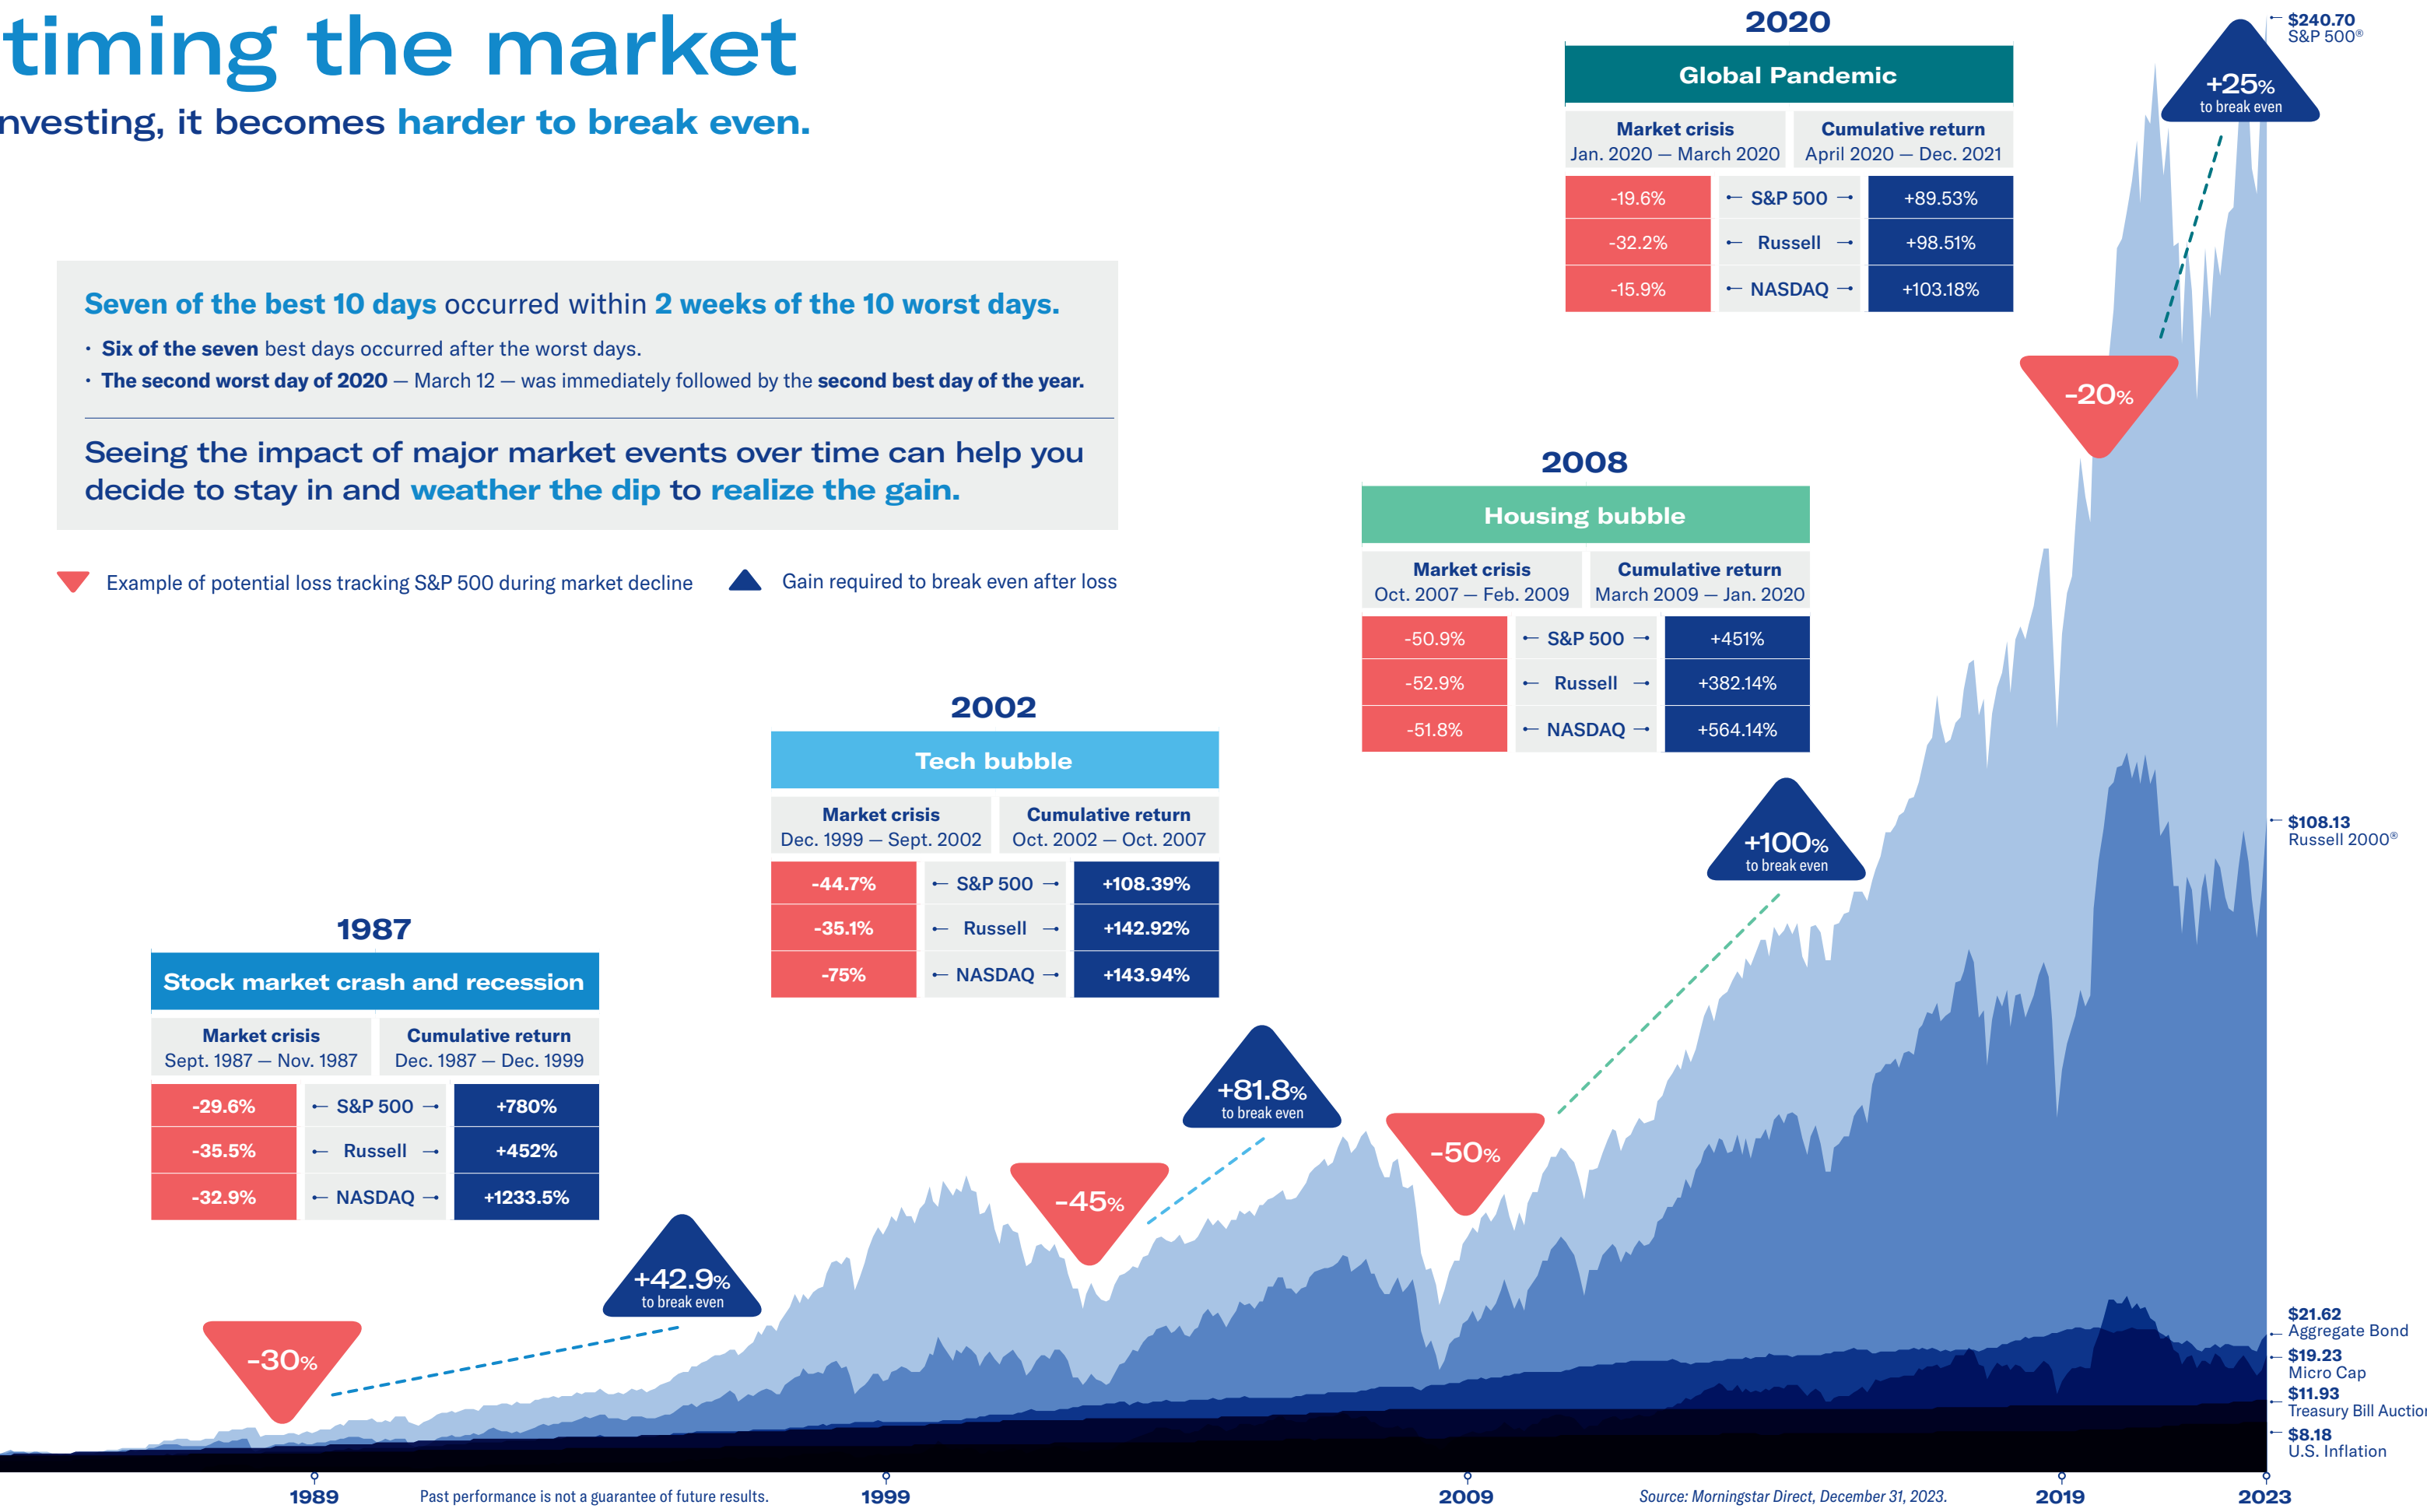 timing the market
nvesting, it becomes harder to break even.
Seven of the best 10 days occurred within 2 weeks of the 10 worst days.
• Six of the seven best days occurred after the worst days.
• The second worst day of 2020 — March 12 — was immediately followed by the second best day of the year.
Seeing the impact of major market events over time can help you
decide to stay in and weather the dip to realize the gain.
Example of potential loss tracking S&P 500 during market decline
Gain required to break even after loss
1987
Stock market crash and recession
Market crisis
Sept. 1987 — Nov. 1987
Cumulative return
Dec. 1987 — Dec. 1999
-29.6% S&P 500 +780%
-35.5% Russell +452%
-32.9% NASDAQ +1233.5%
-30%
+42.9%
to break even
2002
Tech bubble
Market crisis
Dec. 1999 — Sept. 2002
Cumulative return
Oct. 2002 — Oct. 2007
-44.7% S&P 500 +108.39%
-35.1% Russell +142.92%
-75% NASDAQ +143.94%
-45%
+81.8%
to break even
2008
Housing bubble
Market crisis
Oct. 2007 — Feb. 2009
Cumulative return
March 2009 — Jan. 2020
-50.9% S&P 500 +451%
-52.9% Russell +382.14%
-51.8% NASDAQ +564.14%
-50%
+100%
to break even
2020
Global Pandemic
Market crisis
Jan. 2020 — March 2020
Cumulative return
April 2020 — Dec. 2021
-19.6% S&P 500 +89.53%
-32.2% Russell +98.51%
-15.9% NASDAQ +103.18%
-20%
+25%
to break even
$240.70
S&P 500®
$108.13
Russell 2000®
$21.62
Aggregate Bond
$19.23
Micro Cap
$11.93
Treasury Bill Auction
$8.18
U.S. Inflation
1989
1999
2009
2019
2023
Past performance is not a guarantee of future results.
Source: Morningstar Direct, December 31, 2023.